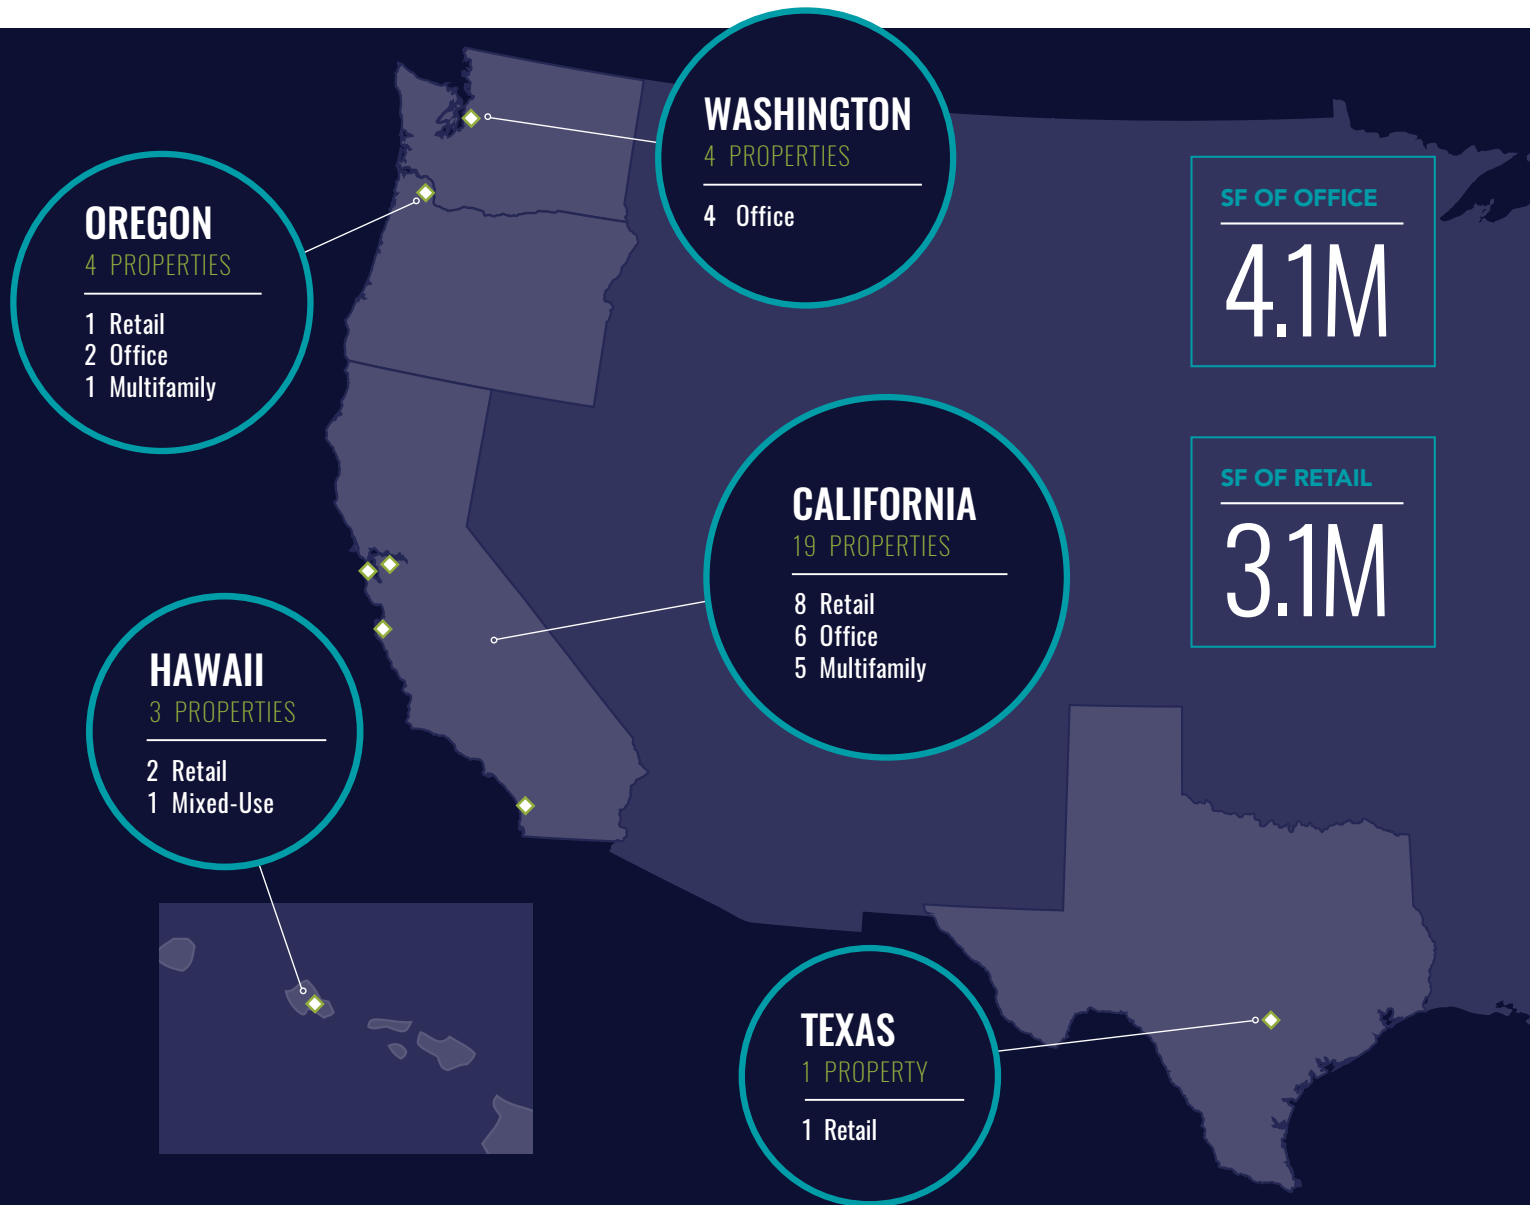 WASHINGTON
4 PROPERTIES
4 Office
OREGON
4 PROPERTIES
1 Retail
2 Office
1 Multifamily
SF OF OFFICE
4.1M
CALIFORNIA
19 PROPERTIES
8 Retail
6 Office
5 Multifamily
SF OF RETAIL
3.1M
HAWAII
3 PROPERTIES
2 Retail
1 Mixed-Use
TEXAS
1 PROPERTY
1 Retail